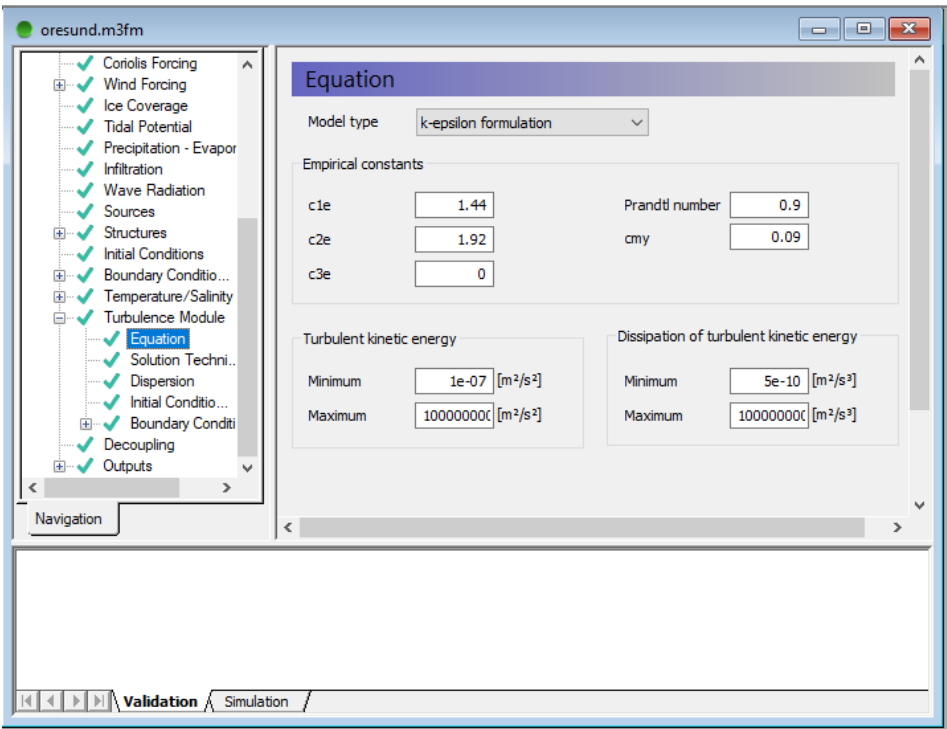 oresund.m3fm
Coriolis Forcing
Wind Forcing
Ice Coverage
Tidal Potential
Precipitation - Evapor
Infiltration
Wave Radiation
Sources
Structures
Initial Conditions
Boundary Conditio...
Temperature/Salinity
Turbulence Module
Equation
Solution Techni...
Dispersion
Initial Conditio...
Boundary Conditi
Decoupling
Outputs
Navigation
Equation
Model type k-epsilon formulation
Empirical constants
c1e 1.44 Prandtl number 0.9
c2e 1.92 cmy 0.09
c3e 0
Turbulent kinetic energy
Minimum 1e-07 [m²/s²]
Maximum 100000000 [m²/s²]
Dissipation of turbulent kinetic energy
Minimum 5e-10 [m²/s³]
Maximum 100000000 [m²/s³]
Validation Simulation